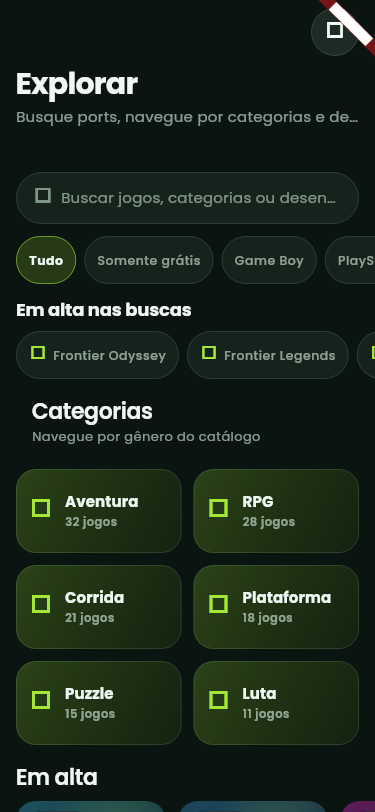 Explorar
Busque ports, navegue por categorias e de…
Buscar jogos, categorias ou desen…
Tudo
Somente grátis
Game Boy
PlayS
Em alta nas buscas
Frontier Odyssey
Frontier Legends
Categorias
Navegue por gênero do catálogo
Aventura
32 jogos
RPG
28 jogos
Corrida
21 jogos
Plataforma
18 jogos
Puzzle
15 jogos
Luta
11 jogos
Em alta